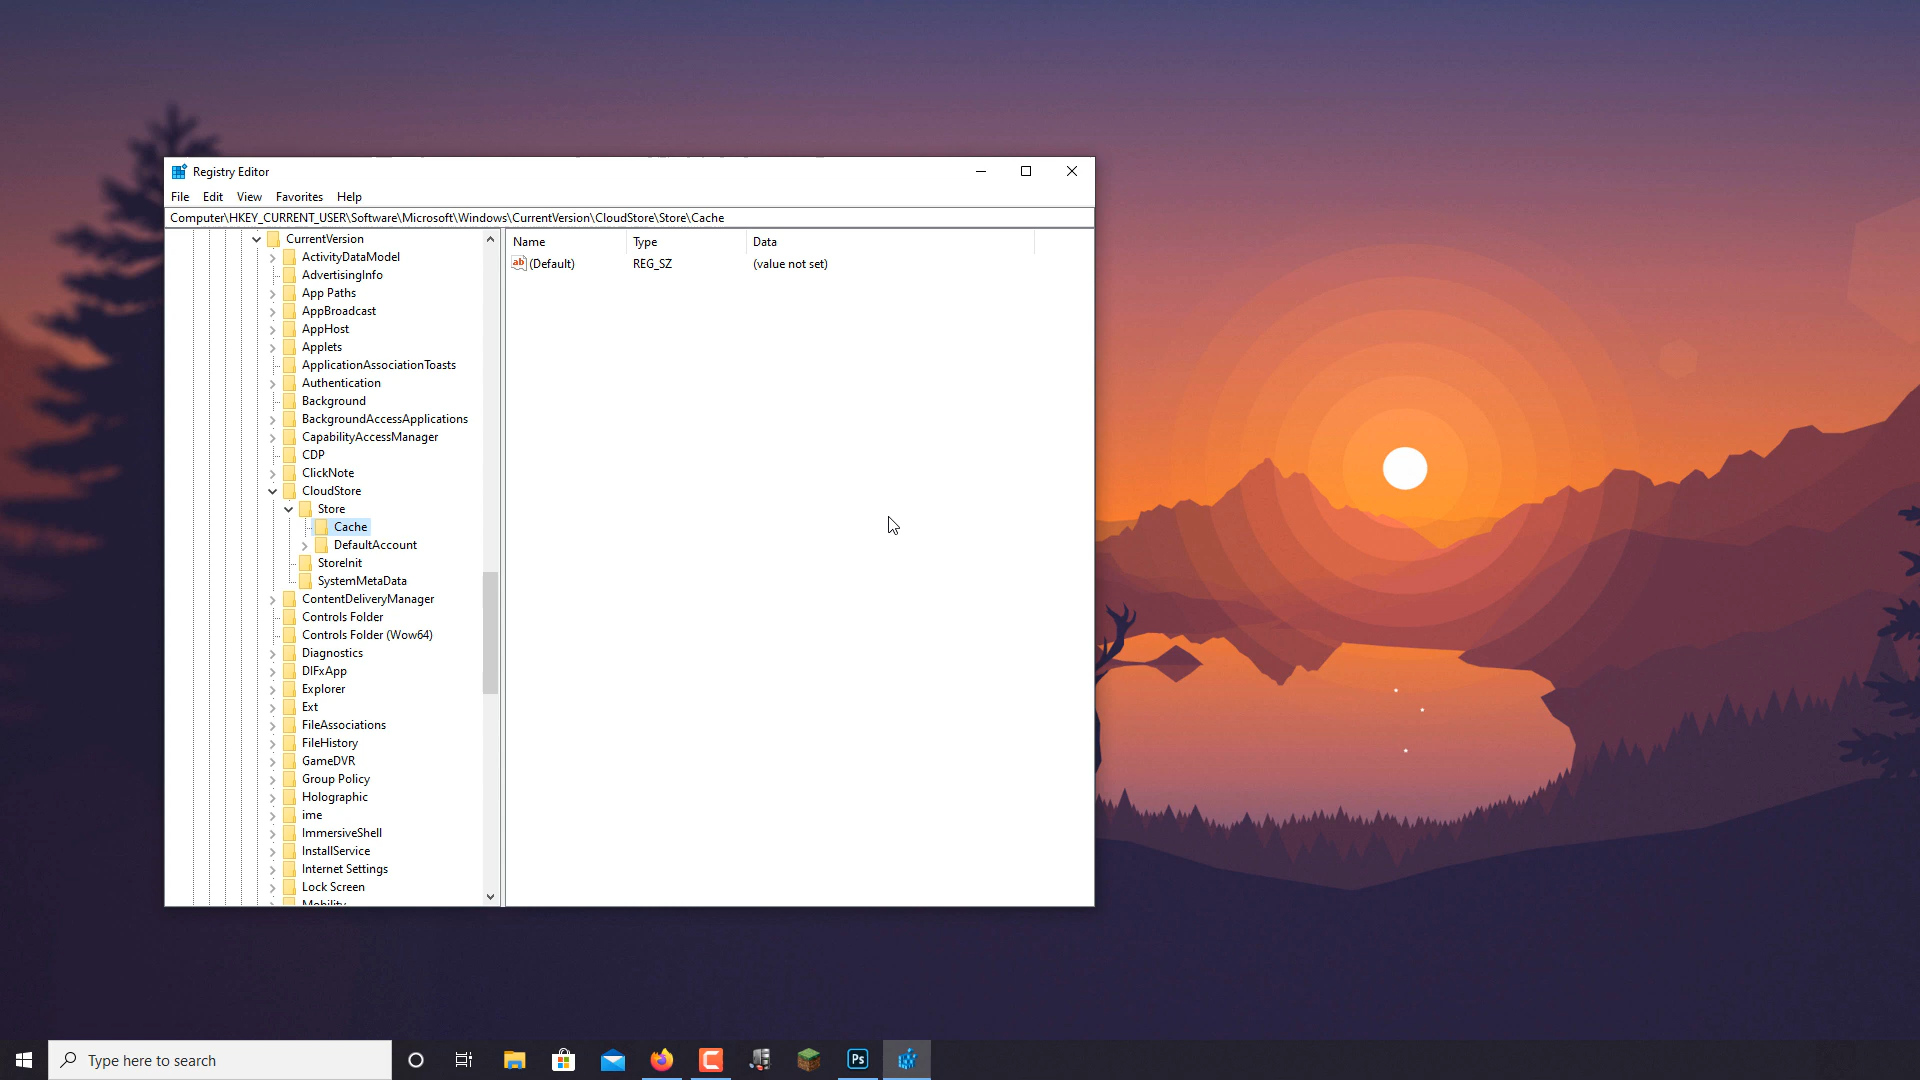 Registry Editor
File Edit View Favorites Help
Computer\HKEY_CURRENT_USER\Software\Microsoft\Windows\CurrentVersion\CloudStore\Store\Cache
CurrentVersion
ActivityDataModel
AdvertisingInfo
App Paths
AppBroadcast
AppHost
Applets
ApplicationAssociationToasts
Authentication
Background
BackgroundAccessApplications
CapabilityAccessManager
CDP
ClickNote
CloudStore
Store
Cache
DefaultAccount
StoreInit
SystemMetaData
ContentDeliveryManager
Controls Folder
Controls Folder (Wow64)
Diagnostics
DIFxApp
Explorer
Ext
FileAssociations
FileHistory
GameDVR
Group Policy
Holographic
ime
ImmersiveShell
InstallService
Internet Settings
Lock Screen
Mobility
Name Type Data
ab (Default) REG_SZ (value not set)
Type here to search
Ps